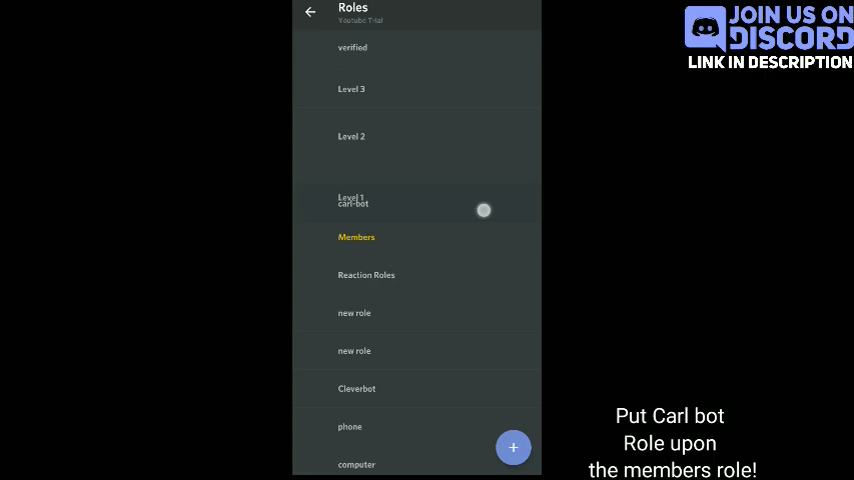 Roles
Youtube Trial
verified
Level 3
Level 2
Level 1
carl-bot
Members
Reaction Roles
new role
new role
Cleverbot
phone
computer
+
JOIN US ON
DISCORD
LINK IN DESCRIPTION
Put Carl bot
Role upon
the members role!